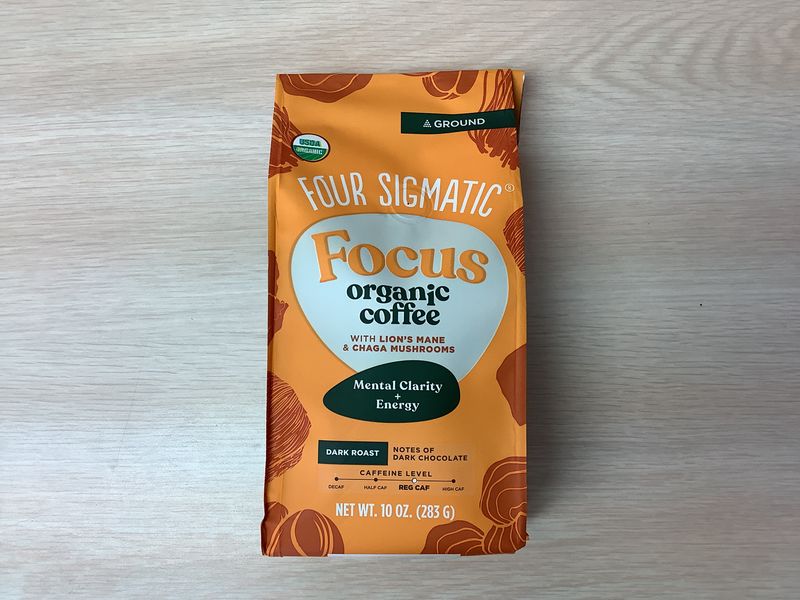 GROUND
USDA
ORGANIC
FOUR SIGMATIC®
Focus
organic
coffee
WITH LION'S MANE
& CHAGA MUSHROOMS
Mental Clarity
+
Energy
DARK ROAST
NOTES OF
DARK CHOCOLATE
CAFFEINE LEVEL
DECAF HALF CAF REG CAF HIGH CAF
NET WT. 10 OZ. (283 G)